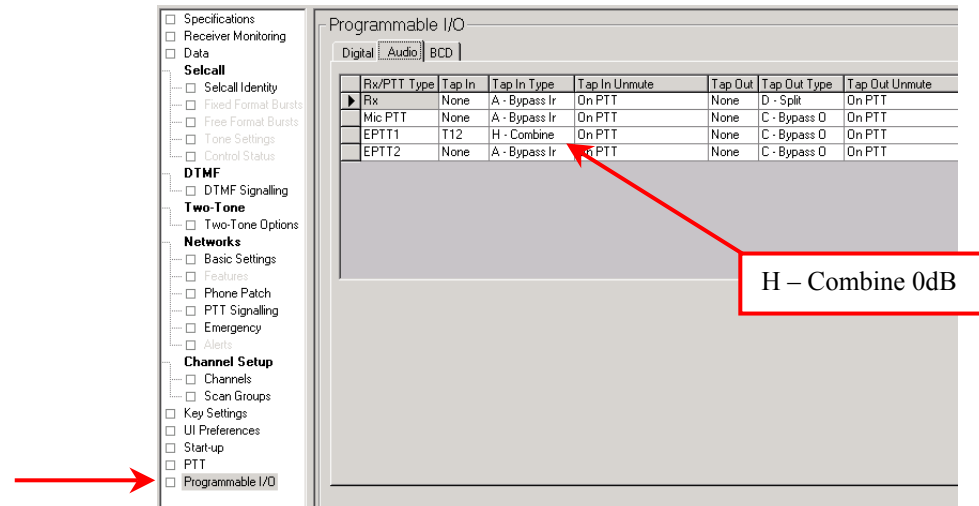 Specifications
Receiver Monitoring
Data
Selcall
Selcall Identity
Fixed Format Bursts
Free Format Bursts
Tone Settings
Control Status
DTMF
DTMF Signalling
Two-Tone
Two-Tone Options
Networks
Basic Settings
Features
Phone Patch
PTT Signalling
Emergency
Alerts
Channel Setup
Channels
Scan Groups
Key Settings
UI Preferences
Start-up
PTT
Programmable I/O
Programmable I/O
Digital Audio BCD
Rx/PTT Type Tap In Tap In Type Tap In Unmute Tap Out Tap Out Type Tap Out Unmute
Rx None A - Bypass Ir On PTT None D - Split On PTT
Mic PTT None A - Bypass Ir On PTT None C - Bypass O On PTT
EPTT1 T12 H - Combine On PTT None C - Bypass O On PTT
EPTT2 None A - Bypass Ir On PTT None C - Bypass O On PTT
H – Combine 0dB